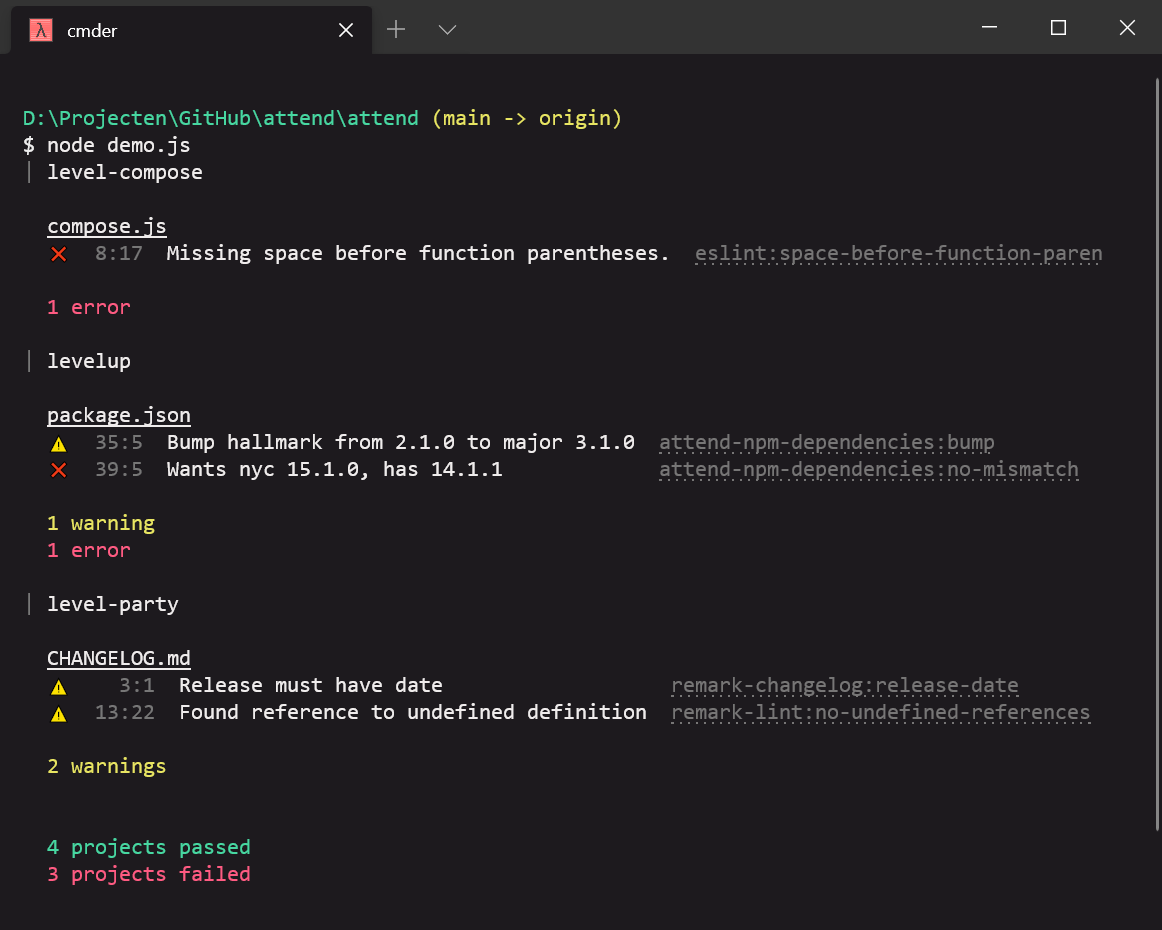 λ cmder
D:\Projecten\GitHub\attend\attend (main -> origin)
$ node demo.js
| level-compose
compose.js
8:17 Missing space before function parentheses. eslint:space-before-function-paren
1 error
| levelup
package.json
35:5 Bump hallmark from 2.1.0 to major 3.1.0 attend-npm-dependencies:bump
39:5 Wants nyc 15.1.0, has 14.1.1 attend-npm-dependencies:no-mismatch
1 warning
1 error
| level-party
CHANGELOG.md
3:1 Release must have date remark-changelog:release-date
13:22 Found reference to undefined definition remark-lint:no-undefined-references
2 warnings
4 projects passed
3 projects failed